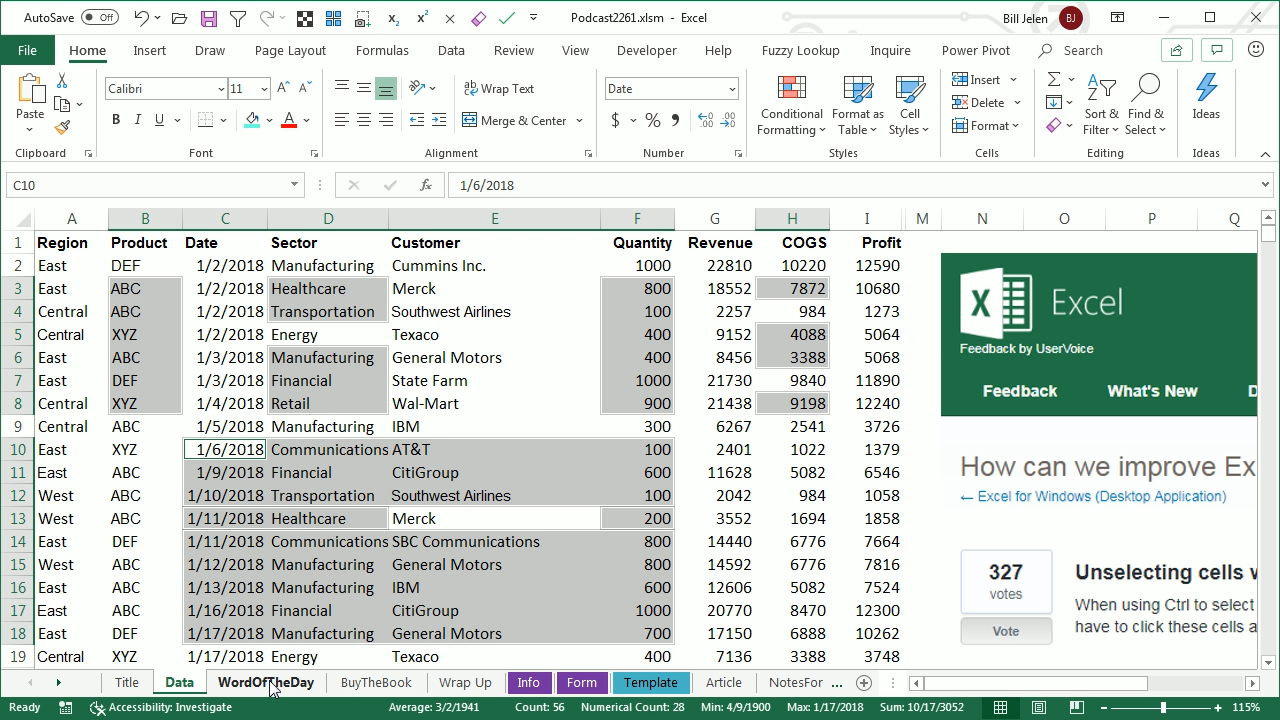 AutoSave Off Podcast2261.xlsm - Excel Bill Jelen BJ
File Home Insert Draw Page Layout Formulas Data Review View Developer Help Fuzzy Lookup Inquire Power Pivot Search
Paste Calibri 11 Wrap Text Date Conditional Formatting Format as Table Cell Styles Insert Sort & Filter Find & Select Ideas
B I U Merge & Center $ % Delete
Format
Clipboard Font Alignment Number Styles Cells Editing Ideas
C10 fx 1/6/2018
A B C D E F G H I M N O P Q
1 Region Product Date Sector Customer Quantity Revenue COGS Profit
2 East DEF 1/2/2018 Manufacturing Cummins Inc. 1000 22810 10220 12590
3 East ABC 1/2/2018 Healthcare Merck 800 18552 7872 10680
4 Central ABC 1/2/2018 Transportation Southwest Airlines 100 2257 984 1273
5 Central XYZ 1/2/2018 Energy Texaco 400 9152 4088 5064
6 East ABC 1/3/2018 Manufacturing General Motors 400 8456 3388 5068
7 East DEF 1/3/2018 Financial State Farm 1000 21730 9840 11890
8 Central XYZ 1/4/2018 Retail Wal-Mart 900 21438 9198 12240
9 Central ABC 1/5/2018 Manufacturing IBM 300 6267 2541 3726
10 East XYZ 1/6/2018 Communications AT&T 100 2401 1022 1379
11 East ABC 1/9/2018 Financial CitiGroup 600 11628 5082 6546
12 West ABC 1/10/2018 Transportation Southwest Airlines 100 2042 984 1058
13 West ABC 1/11/2018 Healthcare Merck 200 3552 1694 1858
14 East DEF 1/11/2018 Communications SBC Communications 800 14440 6776 7664
15 West ABC 1/12/2018 Manufacturing General Motors 800 14592 6776 7816
16 East ABC 1/13/2018 Manufacturing IBM 600 12606 5082 7524
17 East ABC 1/16/2018 Financial CitiGroup 1000 20770 8470 12300
18 East DEF 1/17/2018 Manufacturing General Motors 700 17150 6888 10262
19 Central XYZ 1/17/2018 Energy Texaco 400 7136 3388 3748
Excel
Feedback by UserVoice
Feedback What's New D
How can we improve Ex
← Excel for Windows (Desktop Application)
327
votes
Vote
Unselecting cells v
When using Ctrl to select
have to click these cells a
Title Data WordOfTheDay BuyTheBook Wrap Up Info Form Template Article NotesFor ...
Ready Accessibility: Investigate Average: 3/2/1941 Count: 56 Numerical Count: 28 Min: 4/9/1900 Max: 1/17/2018 Sum: 10/17/3052 115%